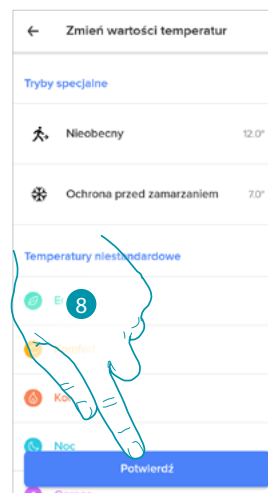 ← Zmień wartości temperatur
Tryby specjalne
Nieobecny 12.0°
Ochrona przed zamarzaniem 7.0°
Temperatury niestandardowe
8
Noc
Potwierdź